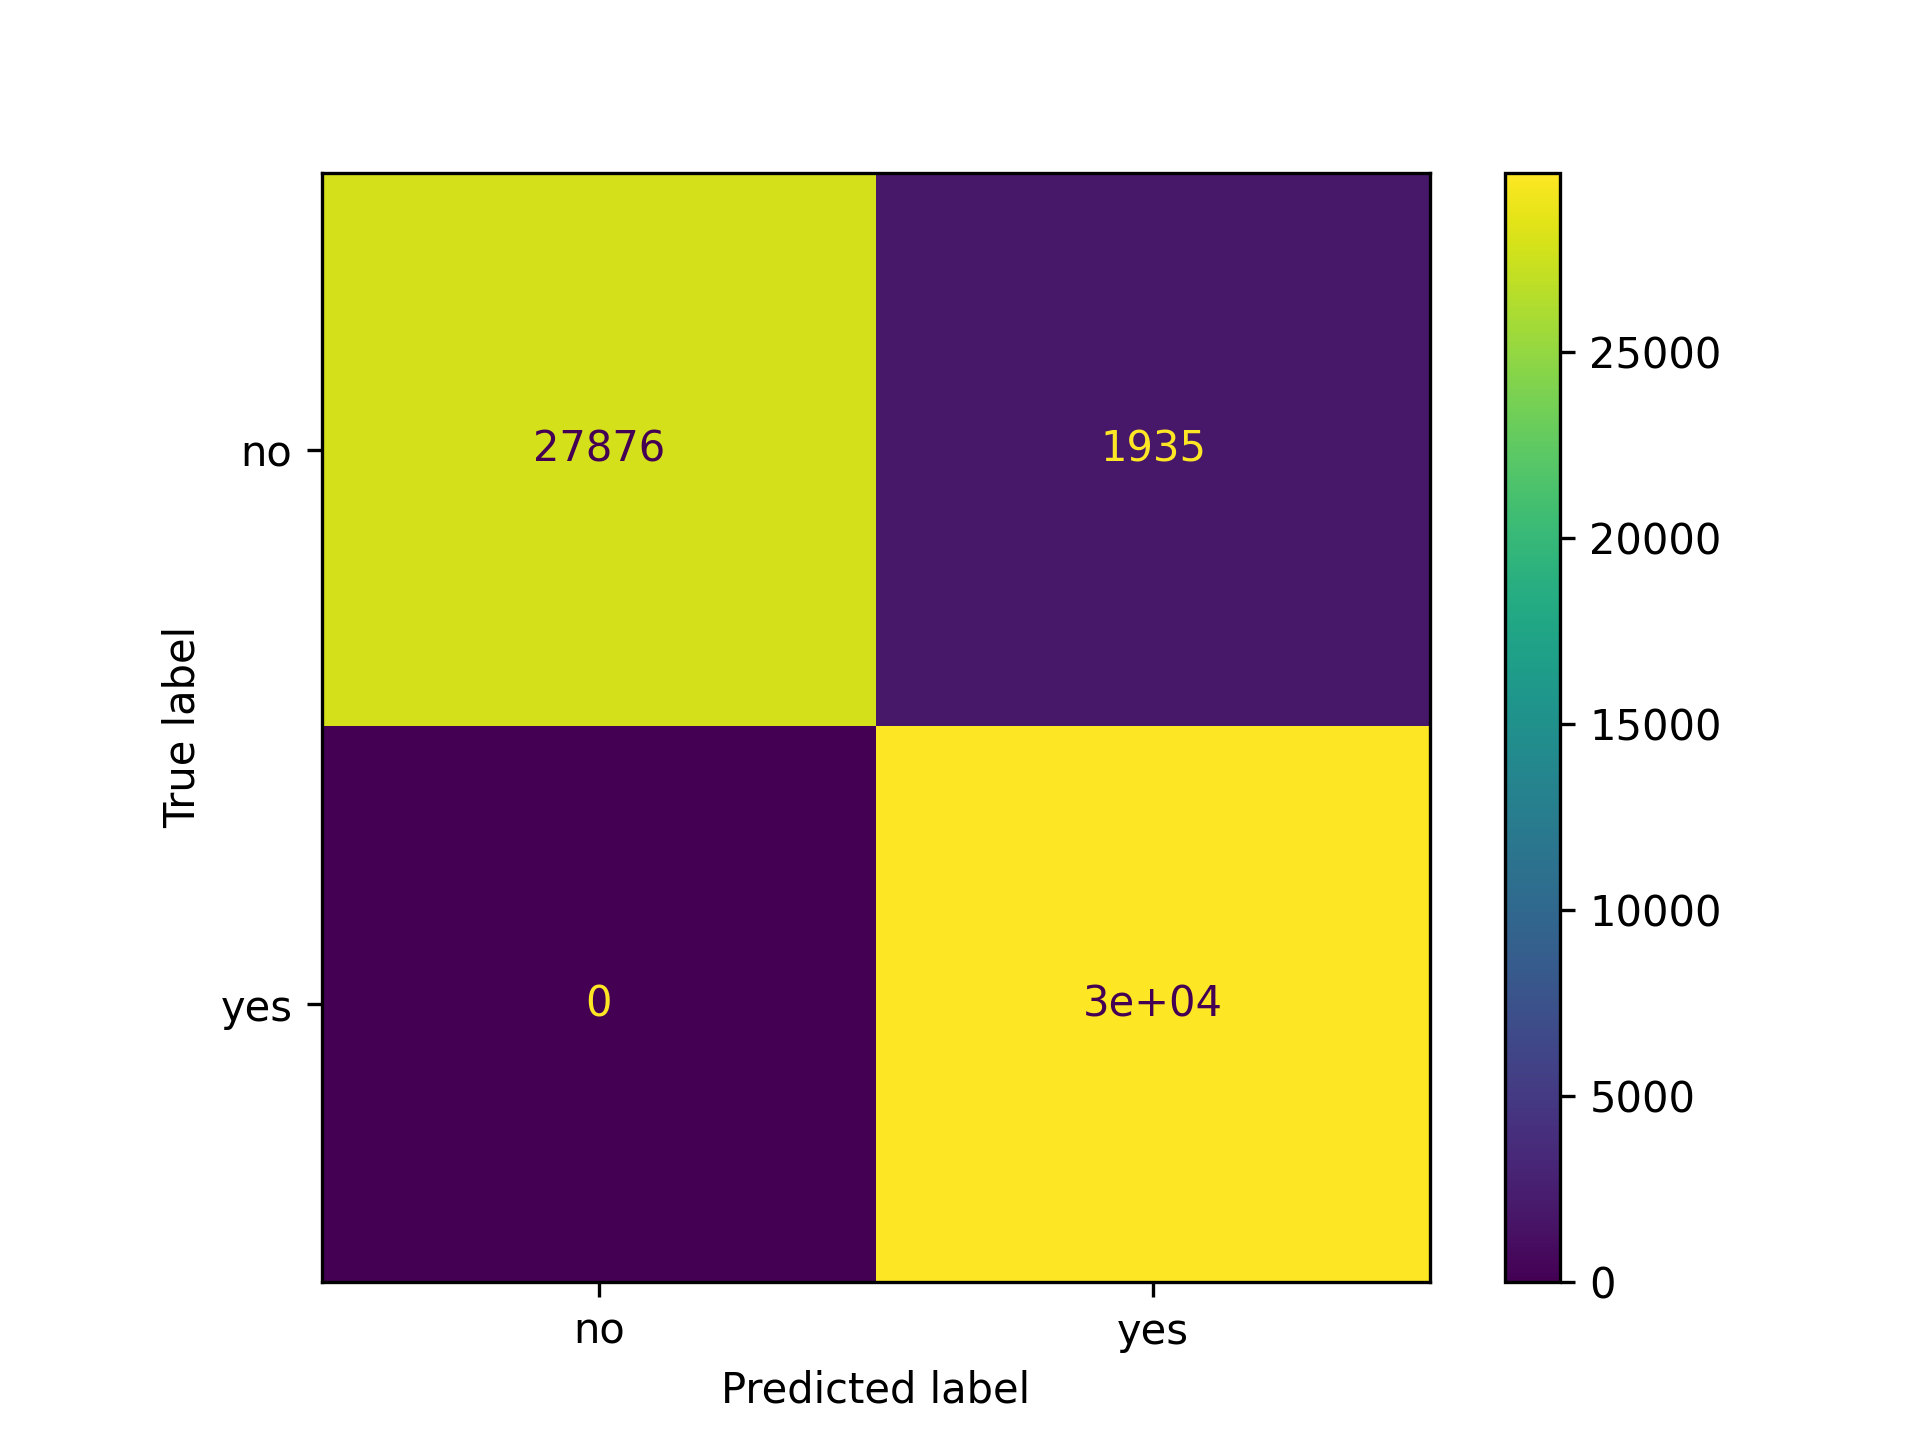 27876 1935
0 3e+04
no
yes
True label
no yes
Predicted label
25000
20000
15000
10000
5000
0